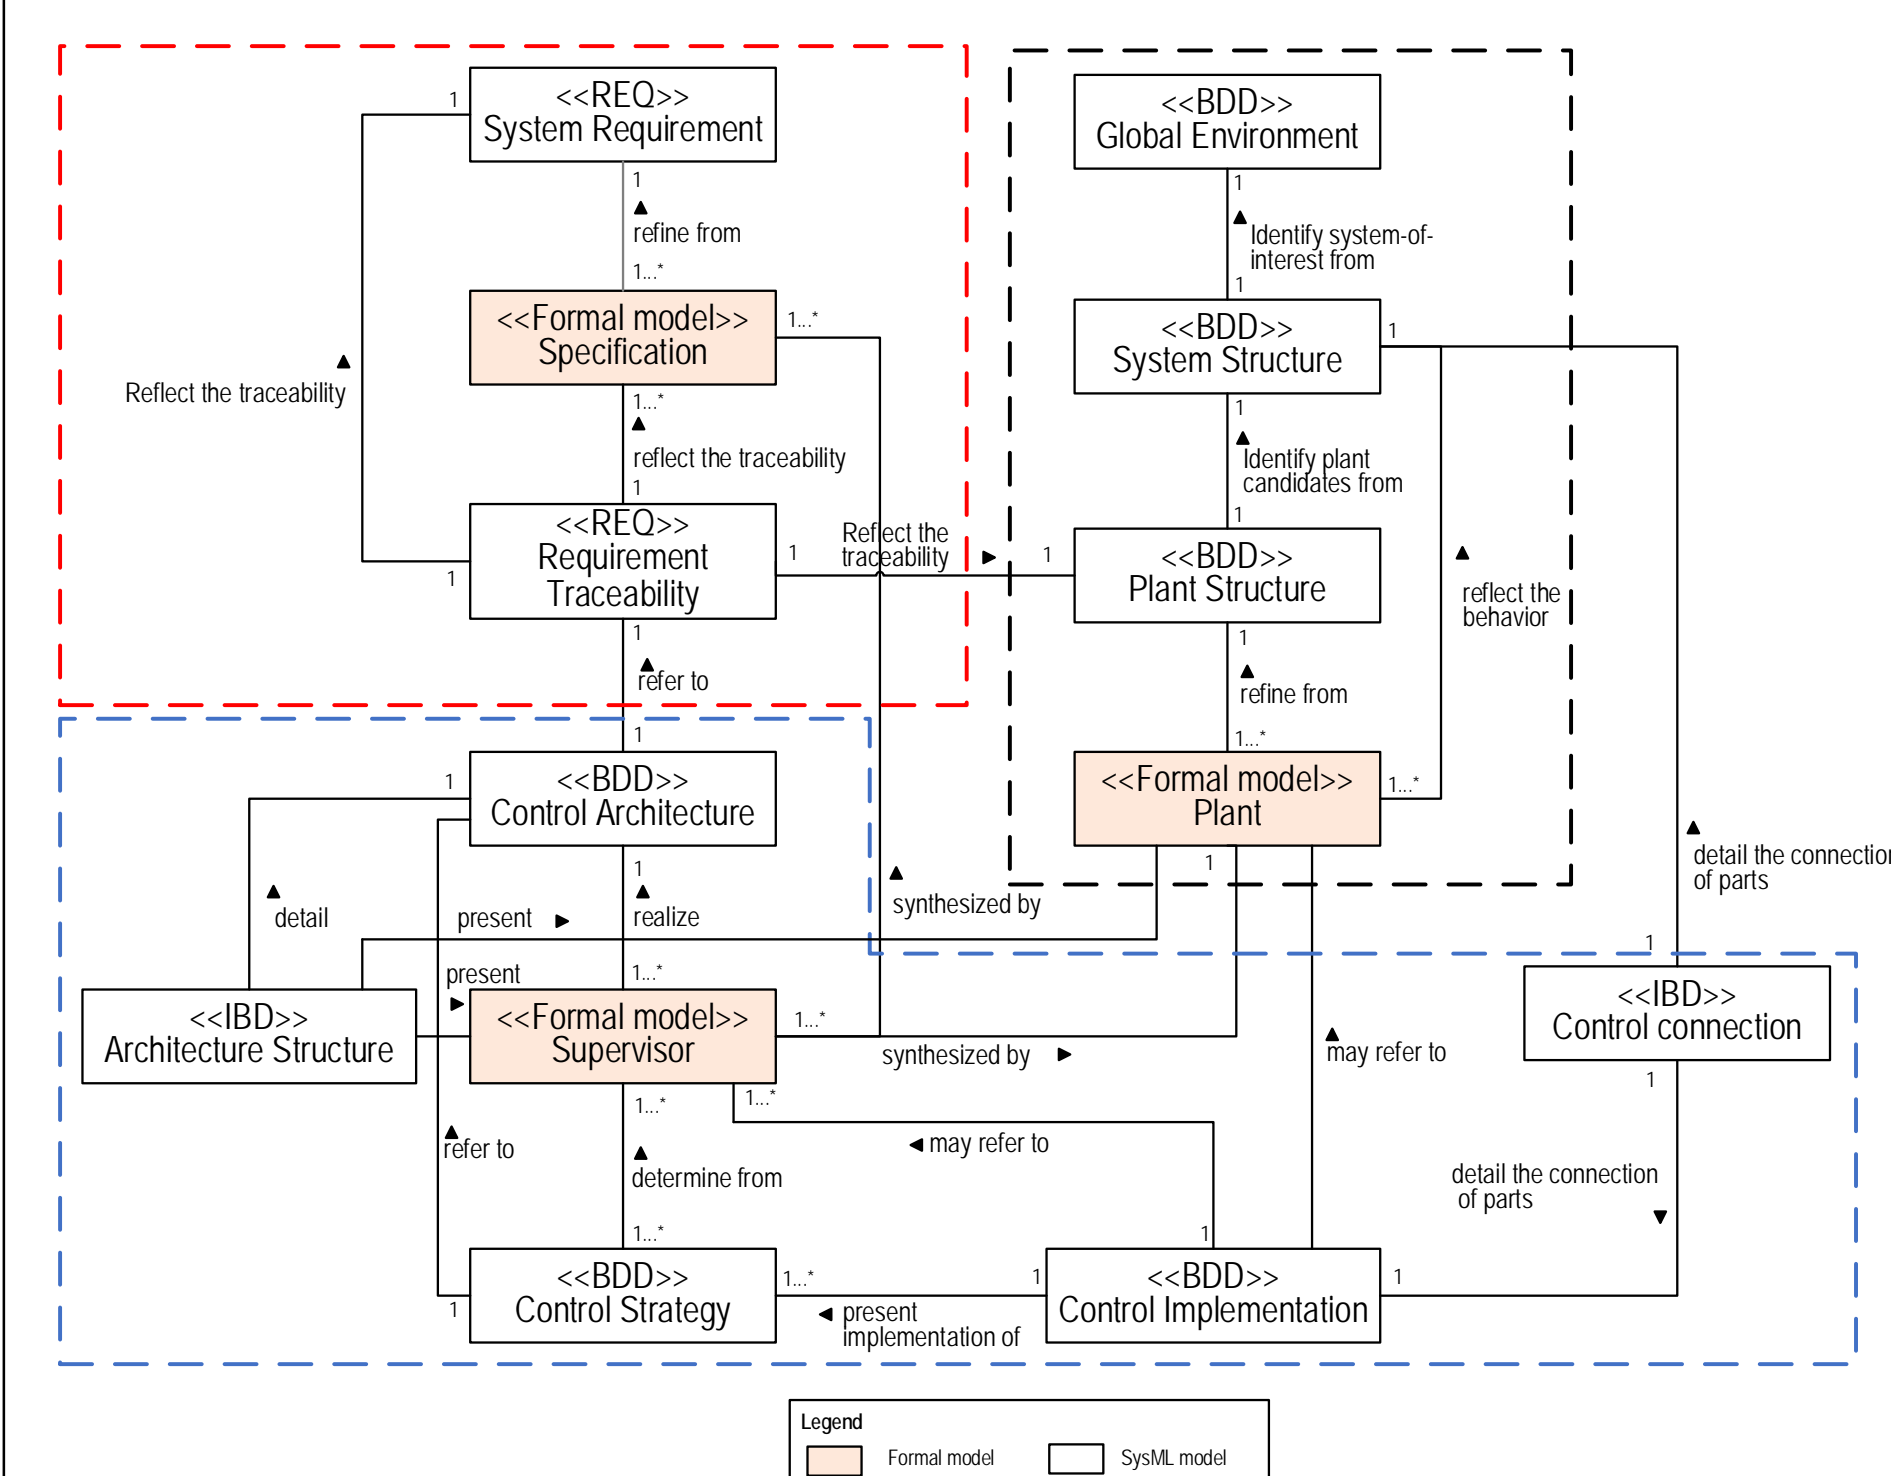 <<REQ>>
System Requirement
1
1
refine from
1...*
<<Formal model>>
Specification
1...*
1...*
reflect the traceability
1
Reflect the traceability
<<REQ>>
Requirement
Traceability
1
1
Reflect the
traceability
1
1
refer to
1
<<BDD>>
Global Environment
1
Identify system-of-
interest from
1
<<BDD>>
System Structure
1
1
Identify plant
candidates from
1
<<BDD>>
Plant Structure
1
refine from
1...*
reflect the
behavior
<<Formal model>>
Plant
1...*
1
<<BDD>>
Control Architecture
1
1
detail
present
realize
synthesized by
1...*
present
<<IBD>>
Architecture Structure
<<Formal model>>
Supervisor
1...*
synthesized by
may refer to
detail the connection
of parts
1
<<IBD>>
Control connection
1
1...*
1...*
refer to
determine from
may refer to
detail the connection
of parts
1...*
1
<<BDD>>
Control Strategy
1
1...*
present
implementation of
1
<<BDD>>
Control Implementation
1
Legend
Formal model
SysML model